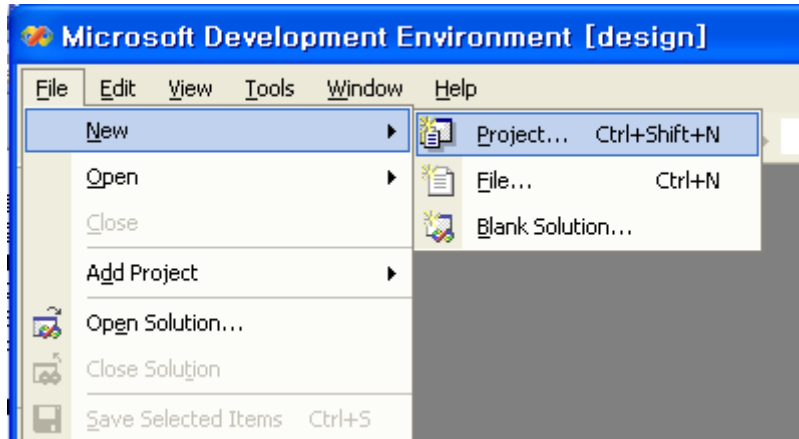 Microsoft Development Environment [design]
File Edit View Tools Window Help
New
Project... Ctrl+Shift+N
Open
File... Ctrl+N
Close
Blank Solution...
Add Project
Open Solution...
Close Solution
Save Selected Items Ctrl+S